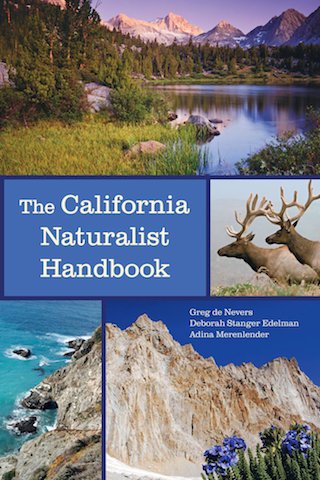 The California
Naturalist
Handbook
Greg de Nevers
Deborah Stanger Edelman
Adina Merenlender